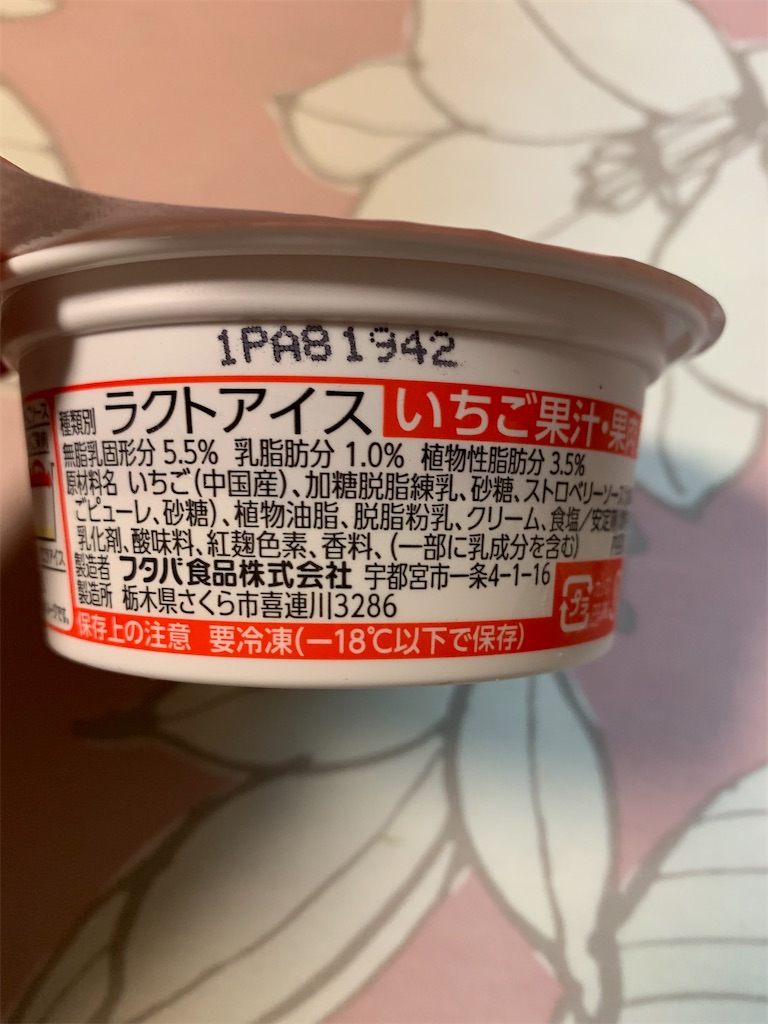 1PA81942
種類別 ラクトアイス いちご果汁・果肉
無脂乳固形分 5.5% 乳脂肪分 1.0% 植物性脂肪分 3.5%
原材料名 いちご(中国産)、加糖脱脂練乳、砂糖、ストロベリーソース
ごピューレ、砂糖)、植物油脂、脱脂粉乳、クリーム、食塩/安定剤
乳化剤、酸味料、紅麹色素、香料、(一部に乳成分を含む)
製造者 フタバ食品株式会社 宇都宮市一条4-1-16
製造所 栃木県さくら市喜連川3286
保存上の注意 要冷凍(-18℃以下で保存)
プラ
ソース
アイス